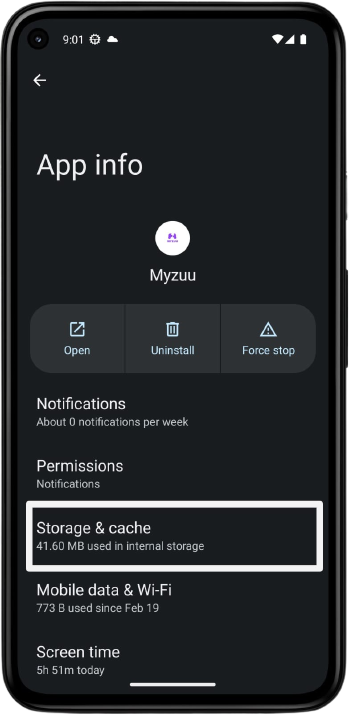 9:01
App info
Myzuu
Open
Uninstall
Force stop
Notifications
About 0 notifications per week
Permissions
Notifications
Storage & cache
41.60 MB used in internal storage
Mobile data & Wi-Fi
773 B used since Feb 19
Screen time
5h 51m today